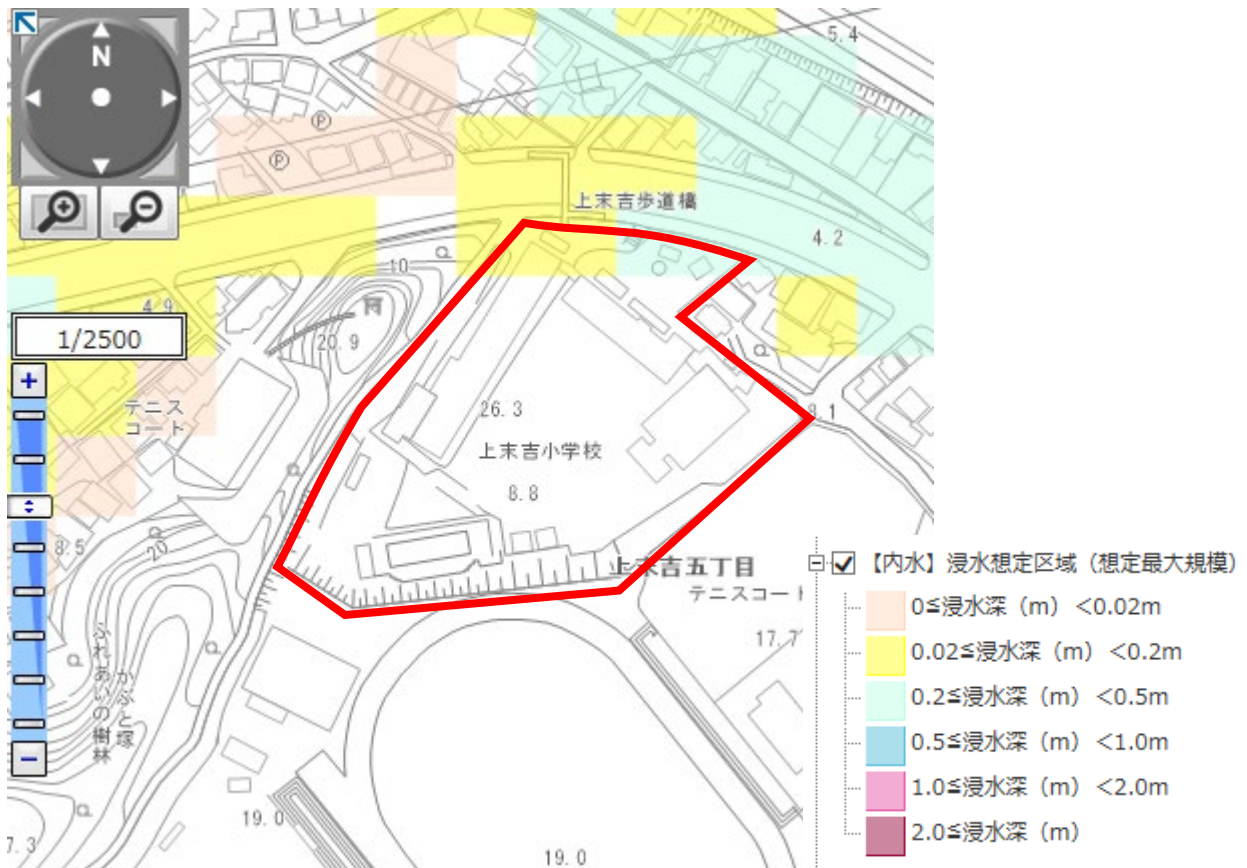 N
5.4
P
P
上末吉歩道橋
4.2
10
4.9
20.9
1/2500
テニス
コート
26.3
上末吉小学校
8.1
8.8
8.5
20
上末吉五丁目
テニスコート
17.7
かぶと塚
ふれあいの樹林
19.0
19.0
7.3
【内水】浸水想定区域（想定最大規模）
0≦浸水深（m）<0.02m
0.02≦浸水深（m）<0.2m
0.2≦浸水深（m）<0.5m
0.5≦浸水深（m）<1.0m
1.0≦浸水深（m）<2.0m
2.0≦浸水深（m）